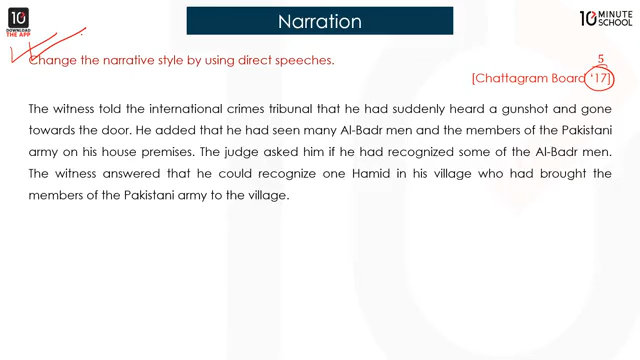 10
DOWNLOAD
THE APP
Narration
10 MINUTE
SCHOOL
Change the narrative style by using direct speeches.
5
[Chattagram Board '17]
The witness told the international crimes tribunal that he had suddenly heard a gunshot and gone
towards the door. He added that he had seen many Al-Badr men and the members of the Pakistani
army on his house premises. The judge asked him if he had recognized some of the Al-Badr men.
The witness answered that he could recognize one Hamid in his village who had brought the
members of the Pakistani army to the village.